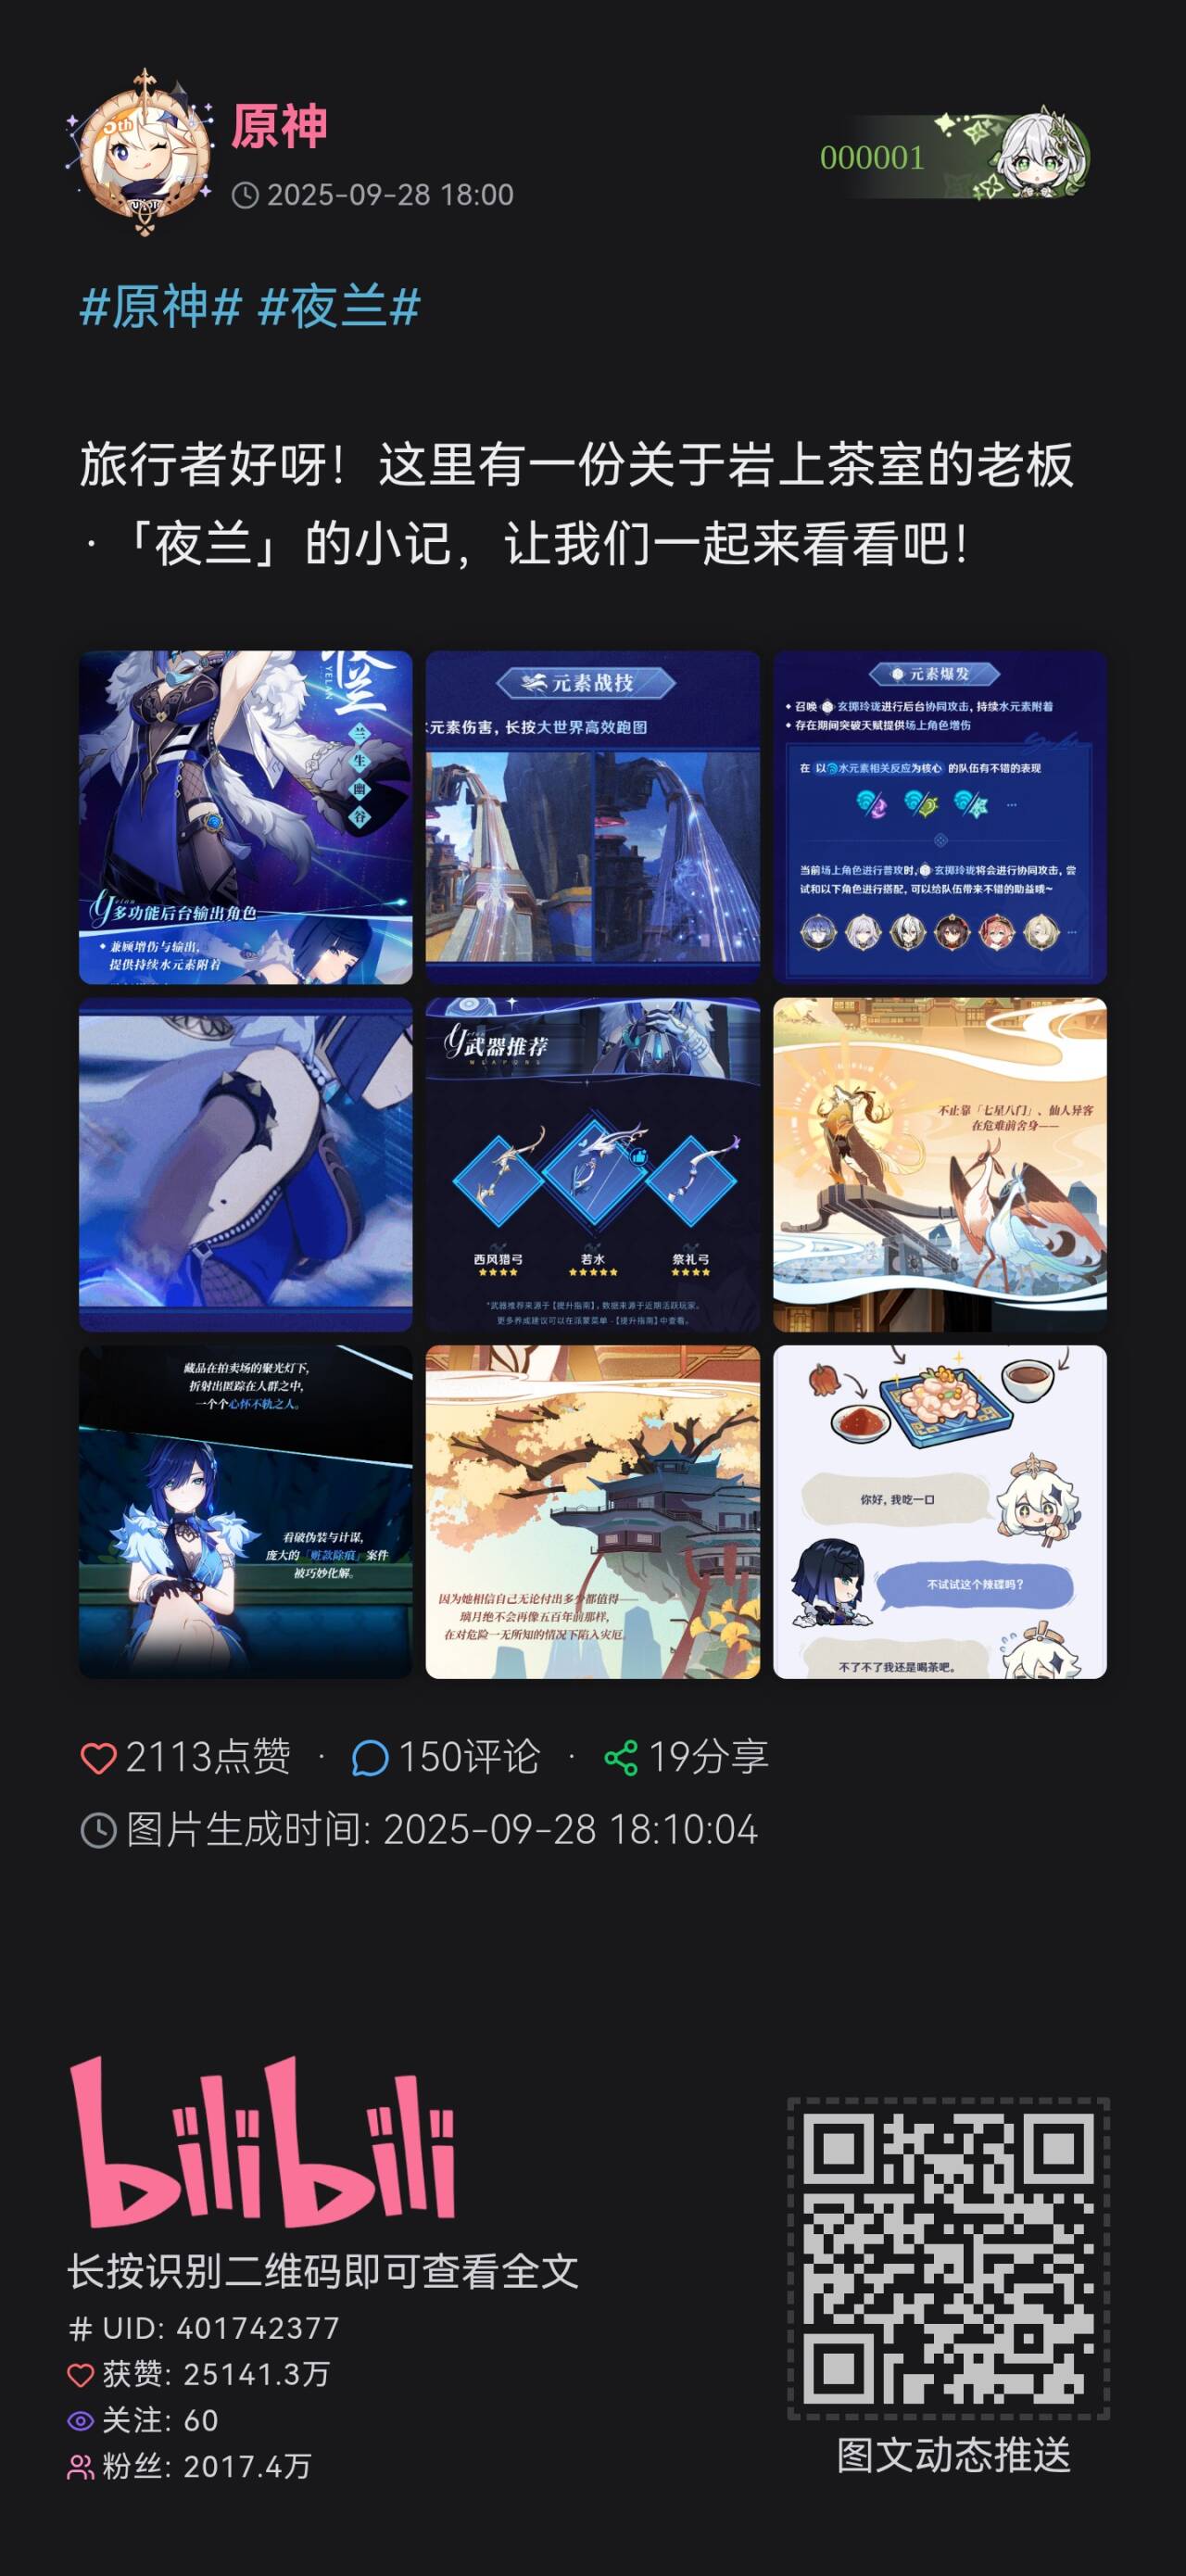 原神
2025-09-28 18:00
000001
#原神# #夜兰#
旅行者好呀！这里有一份关于岩上茶室的老板
·「夜兰」的小记，让我们一起来看看吧！
YELAN
兰生幽谷
多功能后台输出角色
兼顾增伤与输出，
提供持续水元素附着
元素战技
元素伤害，长按大世界高效跑图
元素爆发
召唤 玄掷玲珑进行后台协同攻击，持续水元素附着
存在期间突破天赋提供场上角色增伤
在 以水元素相关反应为核心 的队伍有不错的表现
当前场上角色进行普攻时，玄掷玲珑将会进行协同攻击，尝
试和以下角色进行搭配，可以给队伍带来不错的助益哦~
武器推荐
WEAPONS
西风猎弓
若水
祭礼弓
*武器推荐来源于【提升指南】，数据来源于近期活跃玩家。
更多养成建议可以在派蒙菜单-【提升指南】中查看。
不止靠「七星八门」、仙人异客
在危难前舍身——
藏品在拍卖场的聚光灯下，
折射出匿踪在人群之中，
一个个心怀不轨之人。
看破伪装与计谋，
庞大的「赃款除痕」案件
被巧妙化解。
因为她相信自己无论付出多少都值得——
璃月绝不会再像五百年前那样，
在对危险一无所知的情况下陷入灾厄。
你好，我吃一口
不试试这个辣碟吗？
不了不了我还是喝茶吧。
2113点赞 · 150评论 · 19分享
图片生成时间: 2025-09-28 18:10:04
bilibili
长按识别二维码即可查看全文
UID: 401742377
获赞: 25141.3万
关注: 60
粉丝: 2017.4万
图文动态推送